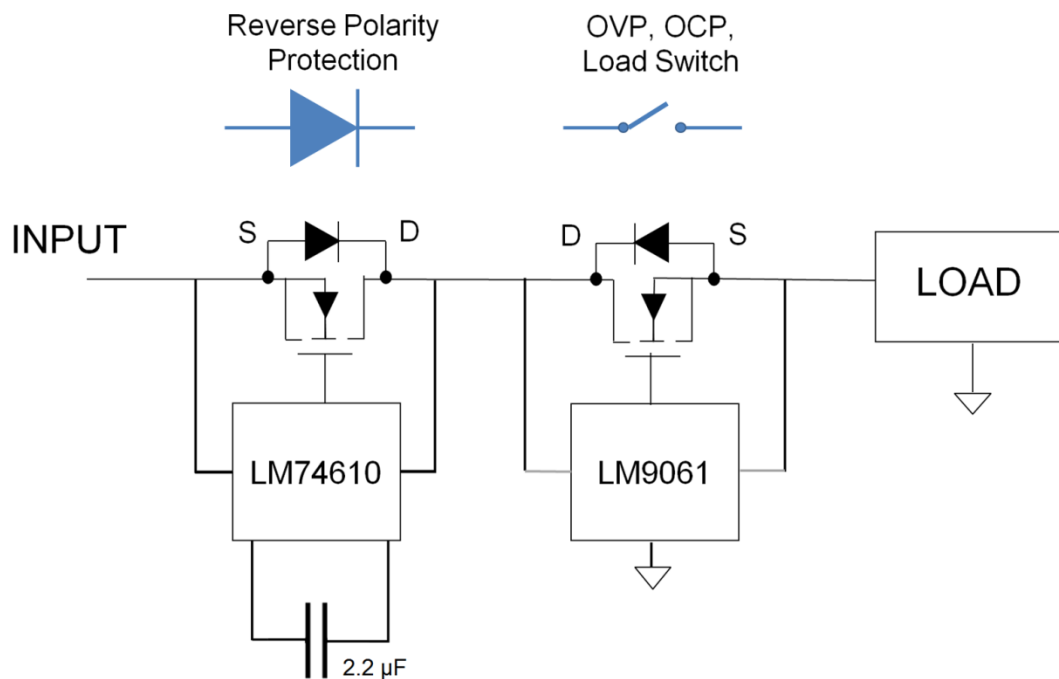 Reverse Polarity
Protection
OVP, OCP,
Load Switch
INPUT
S
D
D
S
LOAD
LM74610
LM9061
2.2 µF